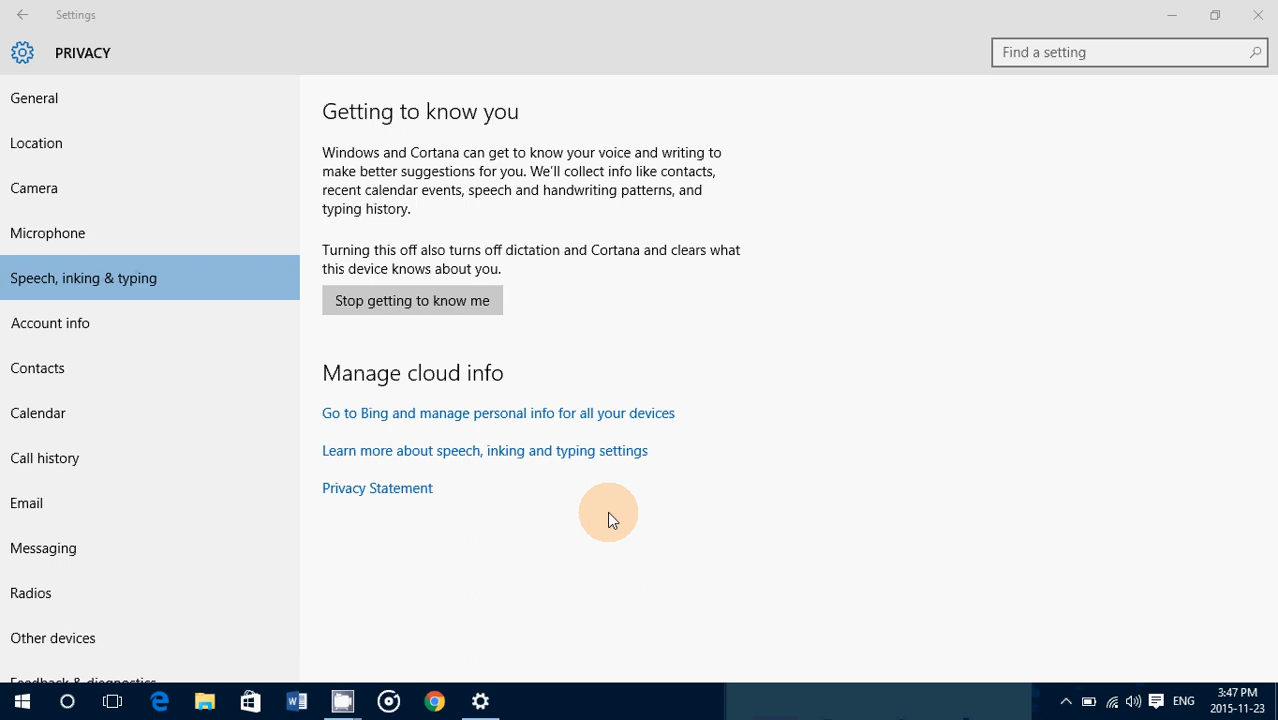 Settings
PRIVACY
Find a setting
General
Location
Camera
Microphone
Speech, inking & typing
Account info
Contacts
Calendar
Call history
Email
Messaging
Radios
Other devices
Feedback & diagnostics
Getting to know you
Windows and Cortana can get to know your voice and writing to
make better suggestions for you. We'll collect info like contacts,
recent calendar events, speech and handwriting patterns, and
typing history.
Turning this off also turns off dictation and Cortana and clears what
this device knows about you.
Stop getting to know me
Manage cloud info
Go to Bing and manage personal info for all your devices
Learn more about speech, inking and typing settings
Privacy Statement
ENG
3:47 PM
2015-11-23